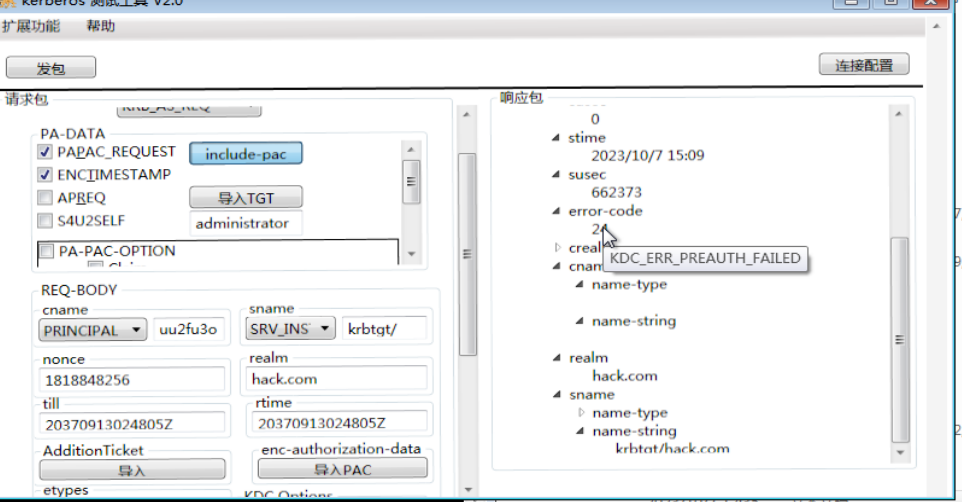 kerberos 测试工具 V2.0
扩展功能 帮助
发包 连接配置
请求包
KRB_AS_REQ
PA-DATA
PAPAC_REQUEST include-pac
ENCTIMESTAMP
APREQ 导入TGT
S4U2SELF administrator
PA-PAC-OPTION
Claim
REQ-BODY
cname sname
PRINCIPAL uu2fu3o SRV_INS krbtgt/
nonce realm
1818848256 hack.com
till rtime
20370913024805Z 20370913024805Z
AdditionTicket enc-authorization-data
导入 导入PAC
etypes KDC Options
响应包
0
stime
2023/10/7 15:09
susec
662373
error-code
24
KDC_ERR_PREAUTH_FAILED
creal
cnam
name-type
name-string
realm
hack.com
sname
name-type
name-string
krbtgt/hack.com